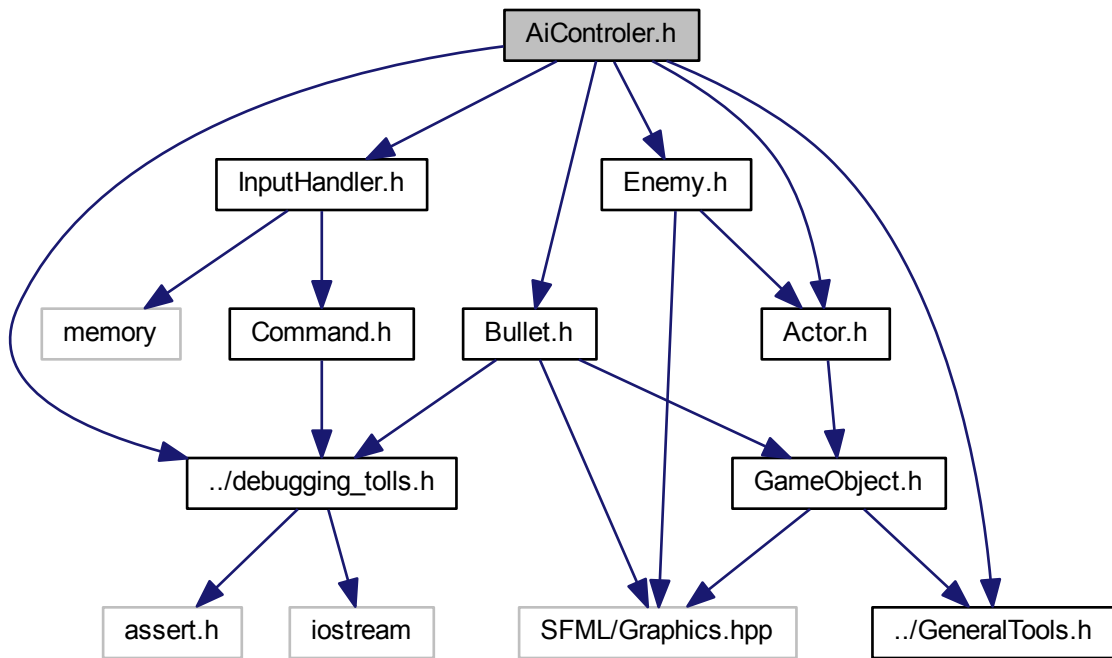 AiControler.h
InputHandler.h
Enemy.h
memory
Command.h
Bullet.h
Actor.h
../debugging_tolls.h
GameObject.h
assert.h
iostream
SFML/Graphics.hpp
../GeneralTools.h